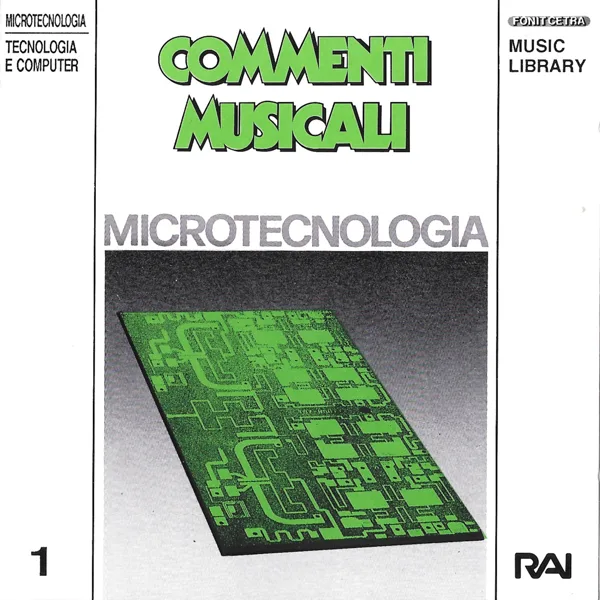 MICROTECNOLOGIA
TECNOLOGIA
E COMPUTER
COMMENTI
MUSICALI
FONIT CETRA
MUSIC
LIBRARY
MICROTECNOLOGIA
1
RAI